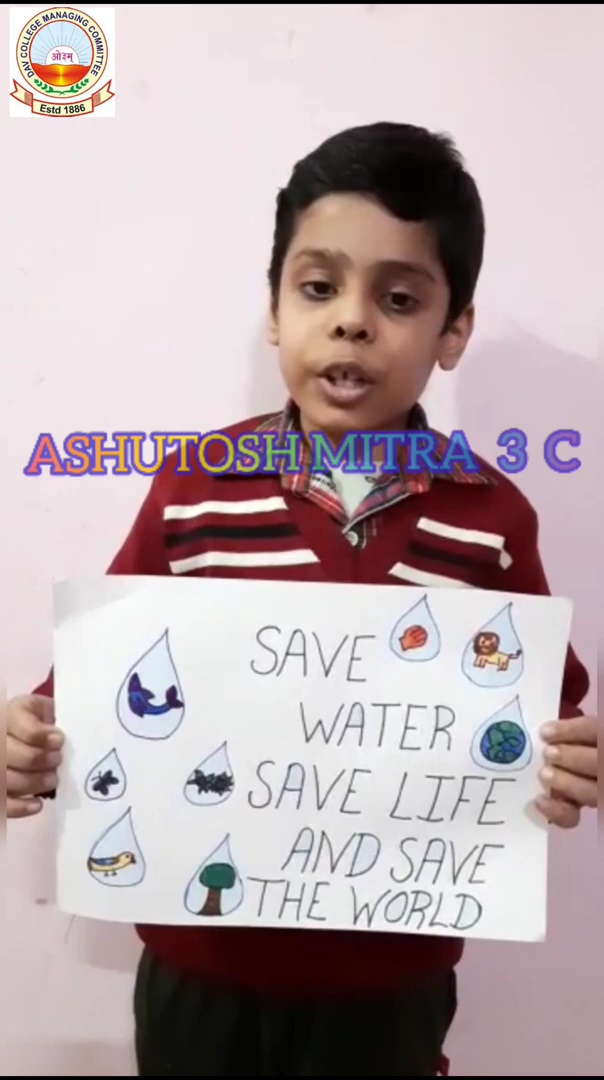 DAV COLLEGE MANAGING COMMITTEE
ओ३म्
Estd 1886
ASHUTOSH MITRA 3 C
SAVE
WATER
SAVE LIFE
AND SAVE
THE WORLD